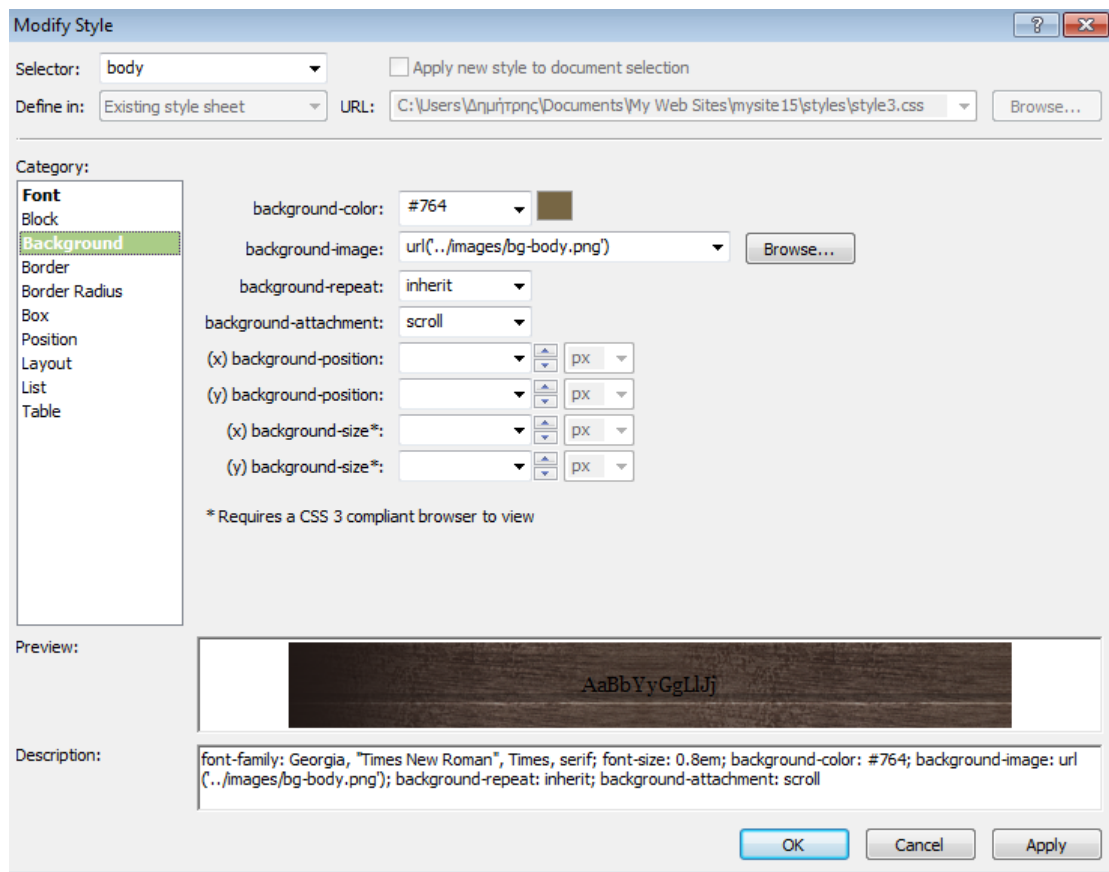 Modify Style
Selector: body Apply new style to document selection
Define in: Existing style sheet URL: C:\Users\Δημήτρης\Documents\My Web Sites\mysite15\styles\style3.css Browse...
Category:
Font
Block
Background
Border
Border Radius
Box
Position
Layout
List
Table
background-color: #764
background-image: url('../images/bg-body.png') Browse...
background-repeat: inherit
background-attachment: scroll
(x) background-position: px
(y) background-position: px
(x) background-size*: px
(y) background-size*: px
* Requires a CSS 3 compliant browser to view
Preview:
AaBbYyGgLlJj
Description:
font-family: Georgia, "Times New Roman", Times, serif; font-size: 0.8em; background-color: #764; background-image: url
('../images/bg-body.png'); background-repeat: inherit; background-attachment: scroll
OK Cancel Apply